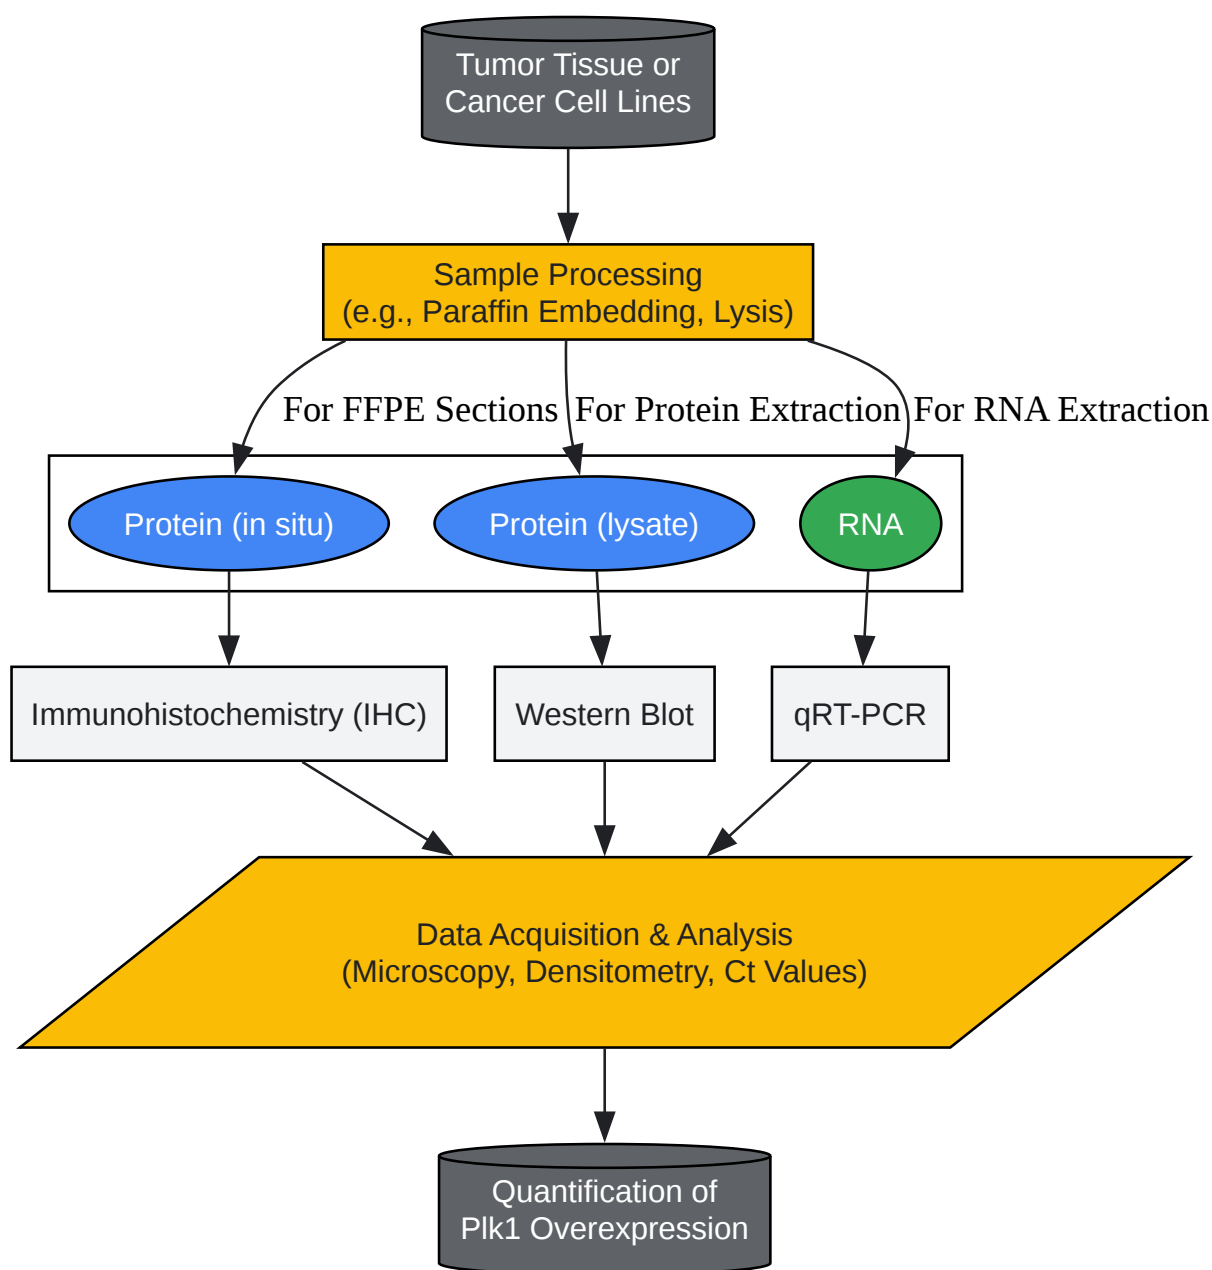 Tumor Tissue or
Cancer Cell Lines
Sample Processing
(e.g., Paraffin Embedding, Lysis)
For FFPE Sections
For Protein Extraction
For RNA Extraction
Protein (in situ)
Protein (lysate)
RNA
Immunohistochemistry (IHC)
Western Blot
qRT-PCR
Data Acquisition & Analysis
(Microscopy, Densitometry, Ct Values)
Quantification of
Plk1 Overexpression